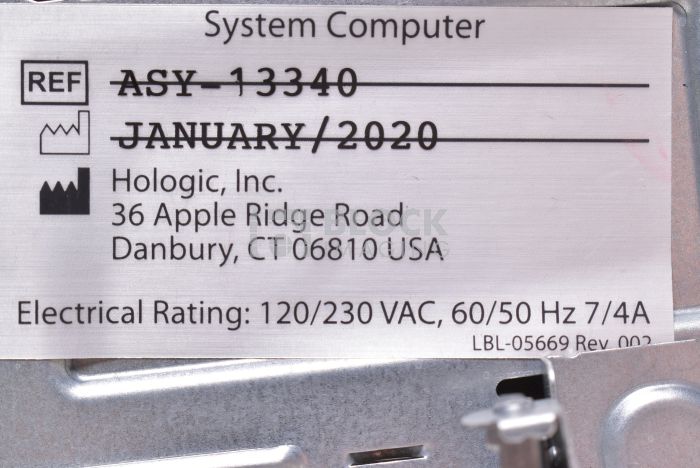 System Computer
REF ASY-13340
JANUARY/2020
Hologic, Inc.
36 Apple Ridge Road
Danbury, CT 06810 USA
BLOCK
Electrical Rating: 120/230 VAC, 60/50 Hz 7/4A
LBL-05669 Rev 002